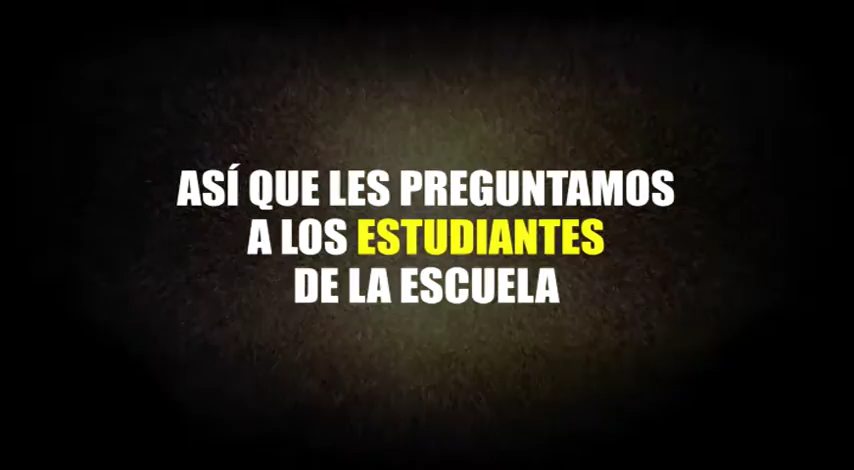 ASÍ QUE LES PREGUNTAMOS
A LOS ESTUDIANTES
DE LA ESCUELA